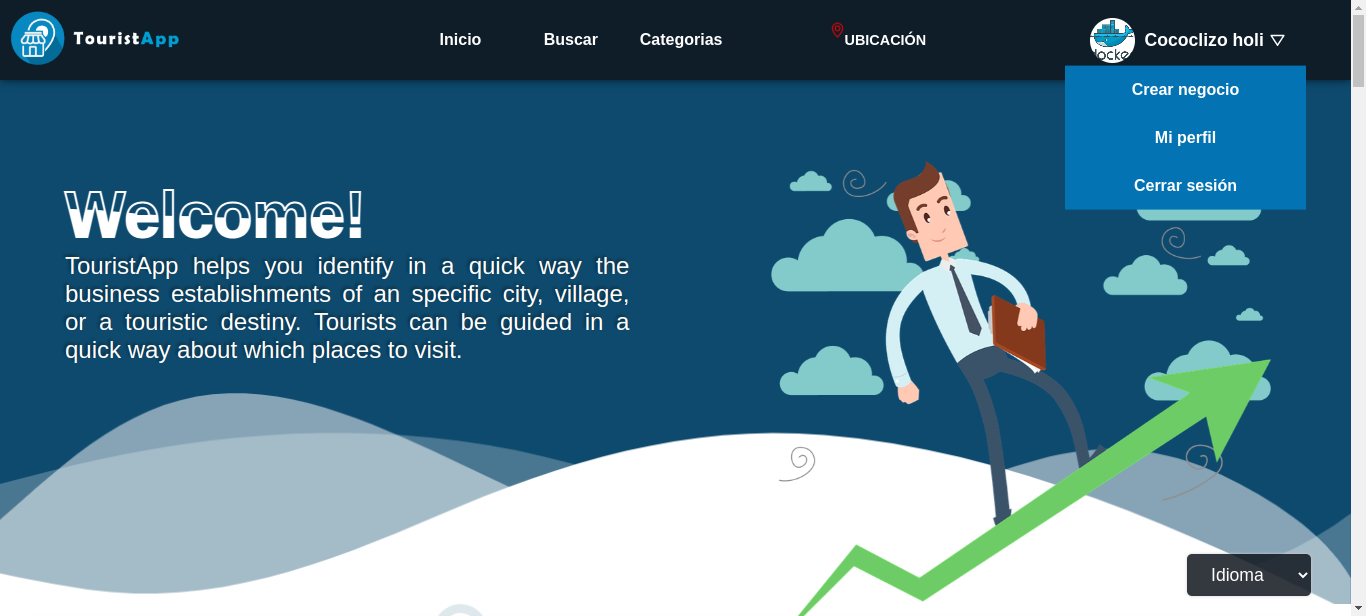 TouristApp
Inicio
Buscar
Categorias
UBICACIÓN
docke
Cococlizo holi
Crear negocio
Mi perfil
Cerrar sesión
Welcome!
TouristApp helps you identify in a quick way the
business establishments of an specific city, village,
or a touristic destiny. Tourists can be guided in a
quick way about which places to visit.
Idioma